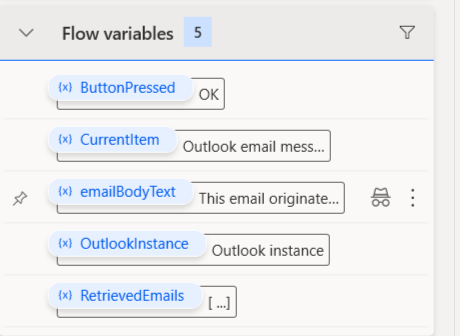 Flow variables 5
{x} ButtonPressed OK
{x} CurrentItem Outlook email mess...
{x} emailBodyText This email originate...
{x} OutlookInstance Outlook instance
{x} RetrievedEmails [ ...]